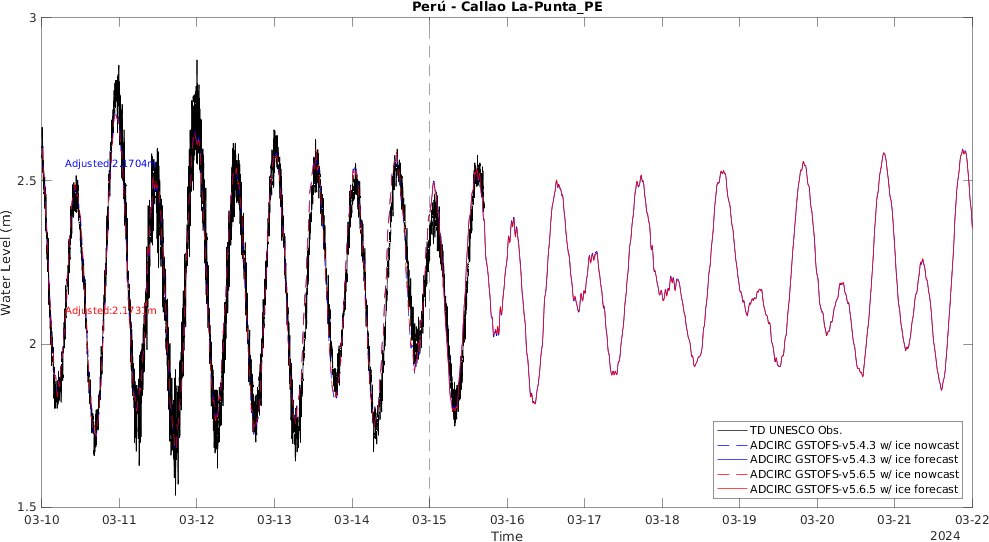 Perú - Callao La-Punta_PE
3
2.5
2
1.5
Water Level (m)
Adjusted:2.1704m
Adjusted:2.1733m
TD UNESCO Obs.
ADCIRC GSTOFS-v5.4.3 w/ ice nowcast
ADCIRC GSTOFS-v5.4.3 w/ ice forecast
ADCIRC GSTOFS-v5.6.5 w/ ice nowcast
ADCIRC GSTOFS-v5.6.5 w/ ice forecast
03-10 03-11 03-12 03-13 03-14 03-15 03-16 03-17 03-18 03-19 03-20 03-21 03-22
Time
2024